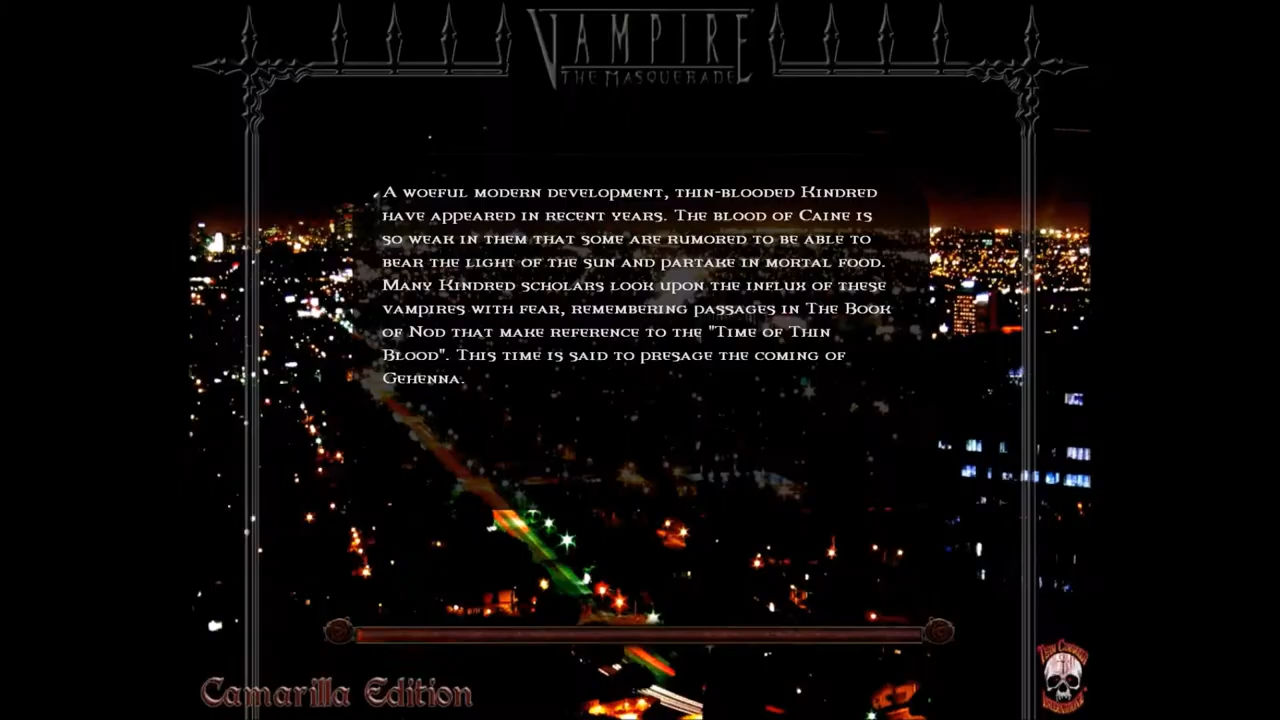 VAMPIRE
THE MASQUERADE
A woeful modern development, thin-blooded Kindred
have appeared in recent years. The blood of Caine is
so weak in them that some are rumored to be able to
bear the light of the sun and partake in mortal food.
Many Kindred scholars look upon the influx of these
vampires with fear, remembering passages in The Book
of Nod that make reference to the "Time of Thin
Blood". This time is said to presage the coming of
Gehenna.
Camarilla Edition